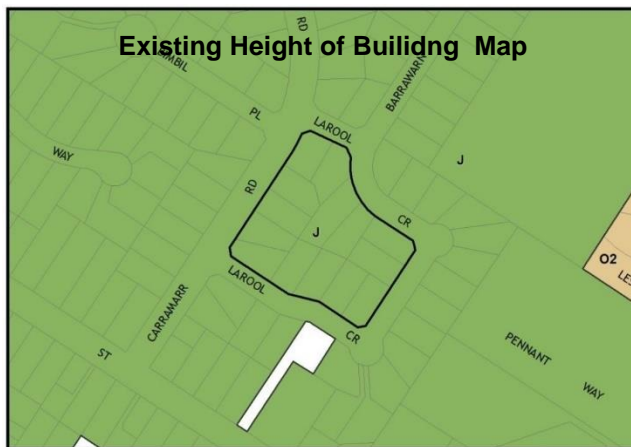 Existing Height of Builidng Map
RD
BARRAWARN
PL
LAROOL
WAY
J
RD
CR
J
O2
LAROOL
CARRAMARR
CR
PENNANT
ST
WAY